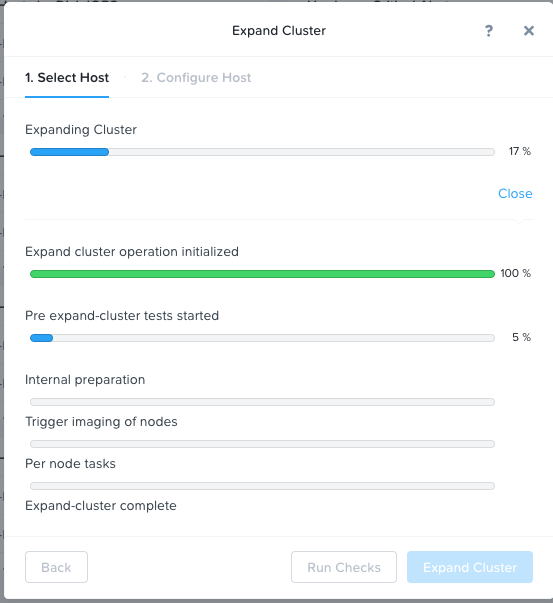 Expand Cluster
?
1. Select Host
2. Configure Host
Expanding Cluster
17 %
Close
Expand cluster operation initialized
100 %
Pre expand-cluster tests started
5 %
Internal preparation
Trigger imaging of nodes
Per node tasks
Expand-cluster complete
Back
Run Checks
Expand Cluster